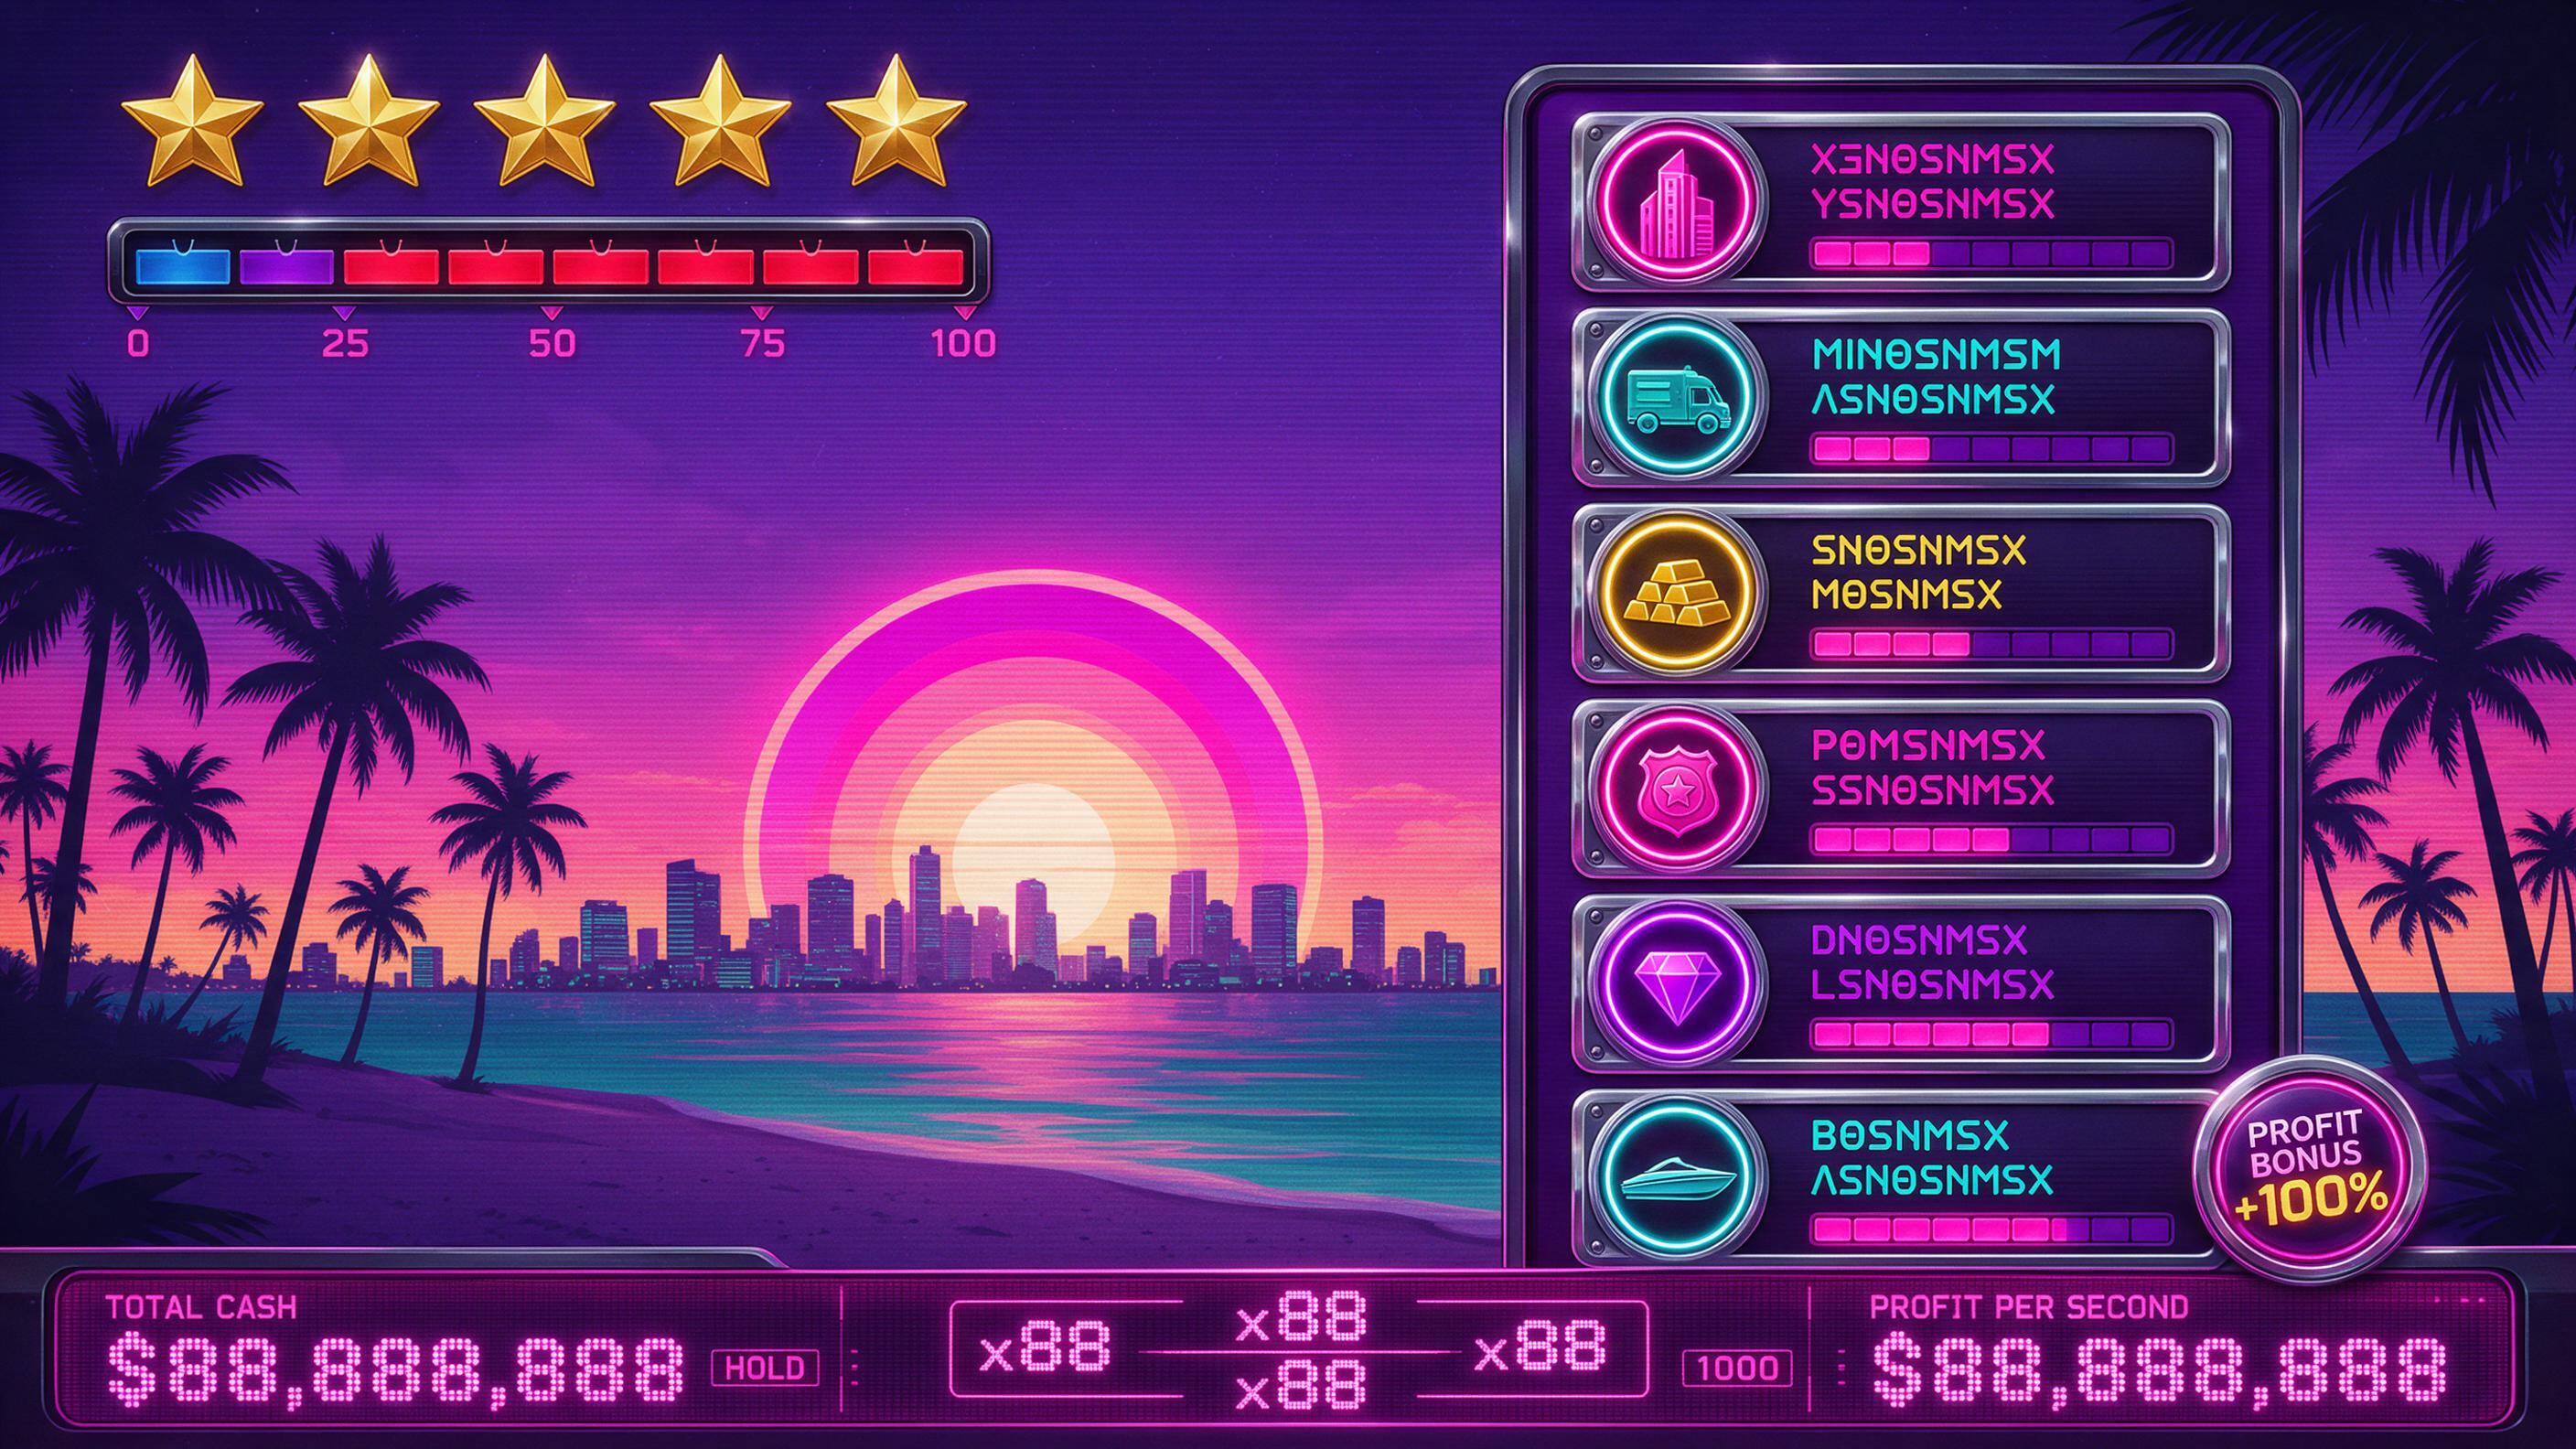 0 25 50 75 100
XƎNΘSNMSX
YSNΘSNMSX
MINΘSNMSM
ΛSNΘSNMSX
SNΘSNMSX
MΘSNMSX
PΘMSNMSX
SSNΘSNMSX
DNΘSNMSX
LSNΘSNMSX
BΘSNMSX
ΛSNΘSNMSX
PROFIT
BONUS
+100%
TOTAL CASH
$88,888,888
HOLD
x88
x88
x88
x88
1000
PROFIT PER SECOND
$88,888,888